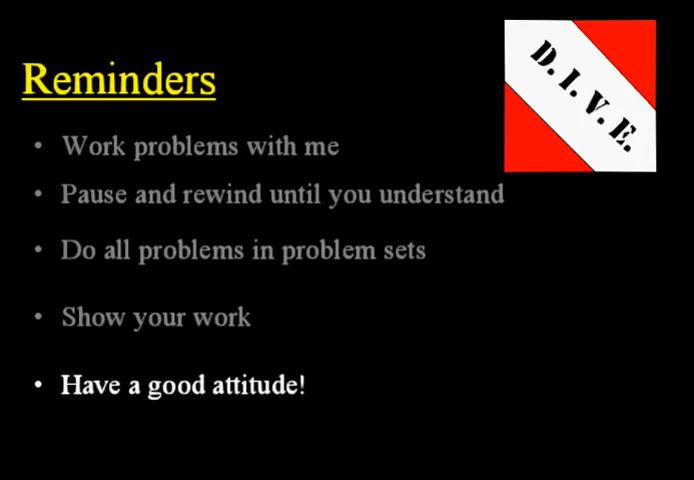 Reminders
D.I.V.E.
• Work problems with me
• Pause and rewind until you understand
• Do all problems in problem sets
• Show your work
• Have a good attitude!